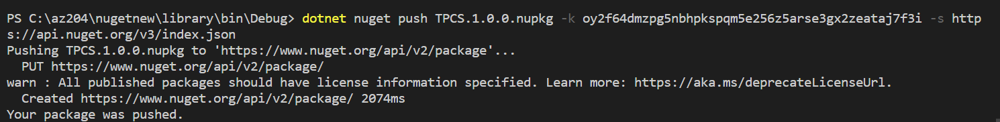 PS C:\az204\nugetnew\library\bin\Debug> dotnet nuget push TPCS.1.0.0.nupkg -k oy2f64dmzpg5nbhpkspqm5e256z5arse3gx2zeataj7f3i -s http
s://api.nuget.org/v3/index.json
Pushing TPCS.1.0.0.nupkg to 'https://www.nuget.org/api/v2/package'...
  PUT https://www.nuget.org/api/v2/package/
warn : All published packages should have license information specified. Learn more: https://aka.ms/deprecateLicenseUrl.
  Created https://www.nuget.org/api/v2/package/ 2074ms
Your package was pushed.